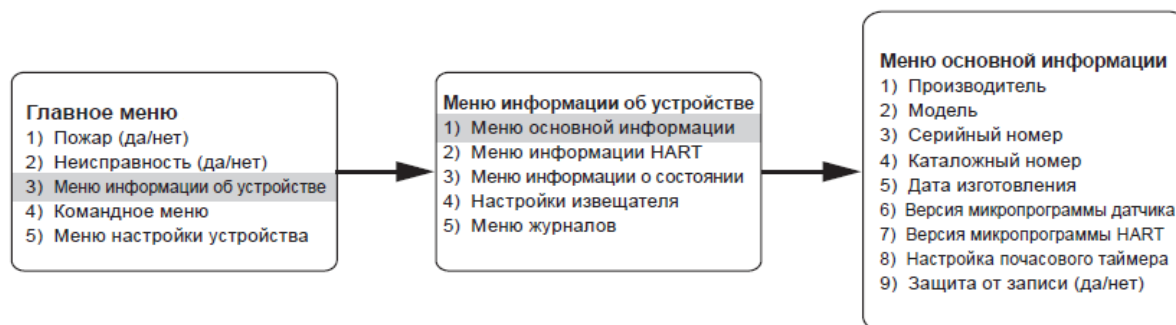 Главное меню
1) Пожар (да/нет)
2) Неисправность (да/нет)
3) Меню информации об устройстве
4) Командное меню
5) Меню настройки устройства
Меню информации об устройстве
1) Меню основной информации
2) Меню информации HART
3) Меню информации о состоянии
4) Настройки извещателя
5) Меню журналов
Меню основной информации
1) Производитель
2) Модель
3) Серийный номер
4) Каталожный номер
5) Дата изготовления
6) Версия микропрограммы датчика
7) Версия микропрограммы HART
8) Настройка почасового таймера
9) Защита от записи (да/нет)